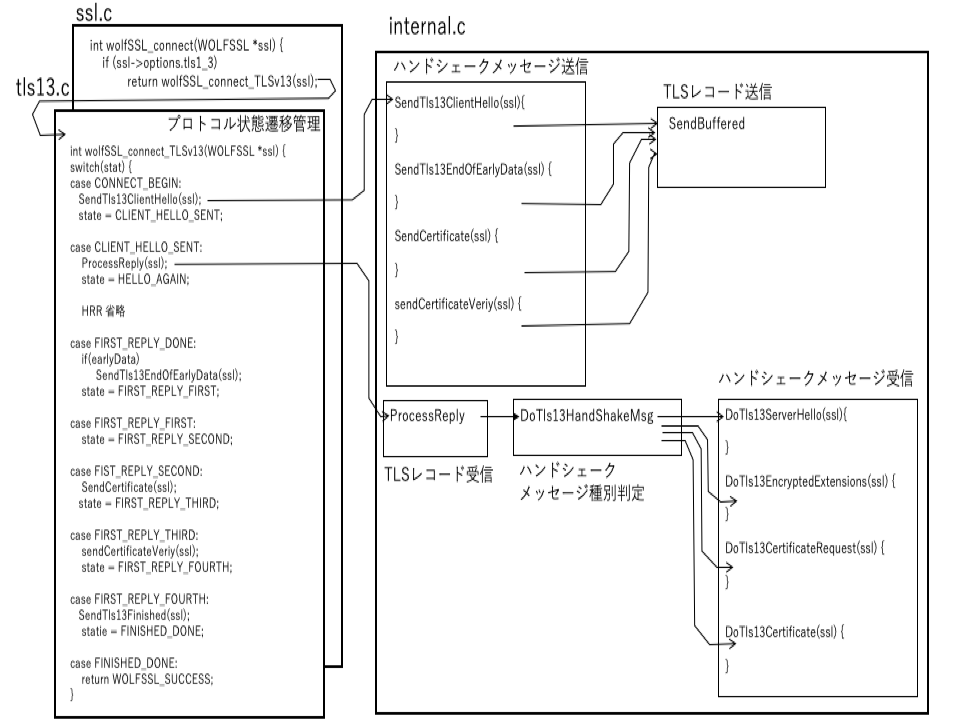 ssl.c
int wolfSSL_connect(WOLFSSL *ssl) {
if (ssl->options.tls1_3)
return wolfSSL_connect_TLSv13(ssl);
tls13.c
プロトコル状態遷移管理
int wolfSSL_connect_TLSv13(WOLFSSL *ssl) {
switch(stat) {
case CONNECT_BEGIN:
SendTls13ClientHello(ssl);
state = CLIENT_HELLO_SENT;
case CLIENT_HELLO_SENT:
ProcessReply(ssl);
state = HELLO_AGAIN;
HRR 省略
case FIRST_REPLY_DONE:
if(earlyData)
SendTls13EndOfEarlyData(ssl);
state = FIRST_REPLY_FIRST;
case FIRST_REPLY_FIRST:
state = FIRST_REPLY_SECOND;
case FIST_REPLY_SECOND:
SendCertificate(ssl);
state = FIRST_REPLY_THIRD;
case FIRST_REPLY_THIRD:
sendCertificateVeriy(ssl);
state = FIRST_REPLY_FOURTH;
case FIRST_REPLY_FOURTH:
SendTls13Finished(ssl);
statie = FINISHED_DONE;
case FINISHED_DONE:
return WOLFSSL_SUCCESS;
}
internal.c
ハンドシェークメッセージ送信
SendTls13ClientHello(ssl){
}
SendTls13EndOfEarlyData(ssl) {
}
SendCertificate(ssl) {
}
sendCertificateVeriy(ssl) {
}
TLSレコード送信
SendBuffered
ProcessReply
TLSレコード受信
DoTls13HandShakeMsg
ハンドシェーク
メッセージ種別判定
ハンドシェークメッセージ受信
DoTls13ServerHello(ssl){
}
DoTls13EncryptedExtensions(ssl) {
}
DoTls13CertificateRequest(ssl) {
}
DoTls13Certificate(ssl) {
}